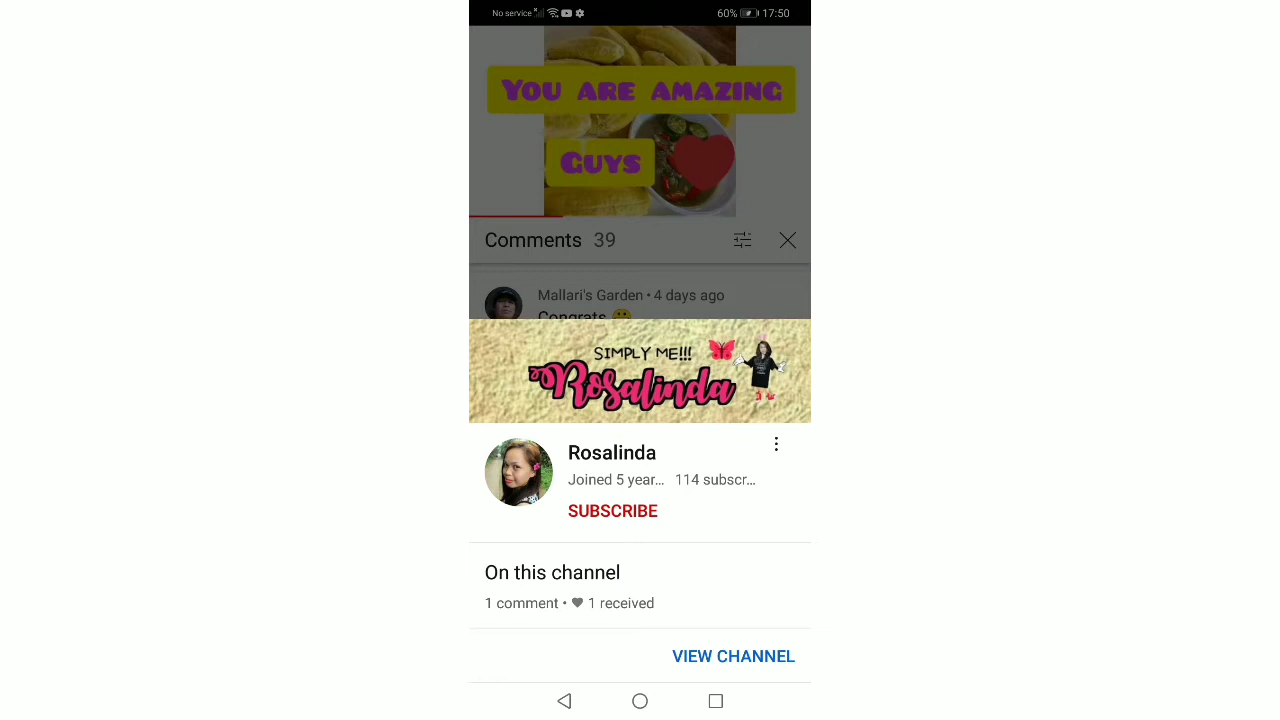 No service
60%
17:50
YOU ARE AMAZING
GUYS
Comments 39
Mallari's Garden • 4 days ago
Congrats
SIMPLY ME!!!
Rosalinda
Rosalinda
Joined 5 year... 114 subscr...
SUBSCRIBE
On this channel
1 comment • 1 received
VIEW CHANNEL